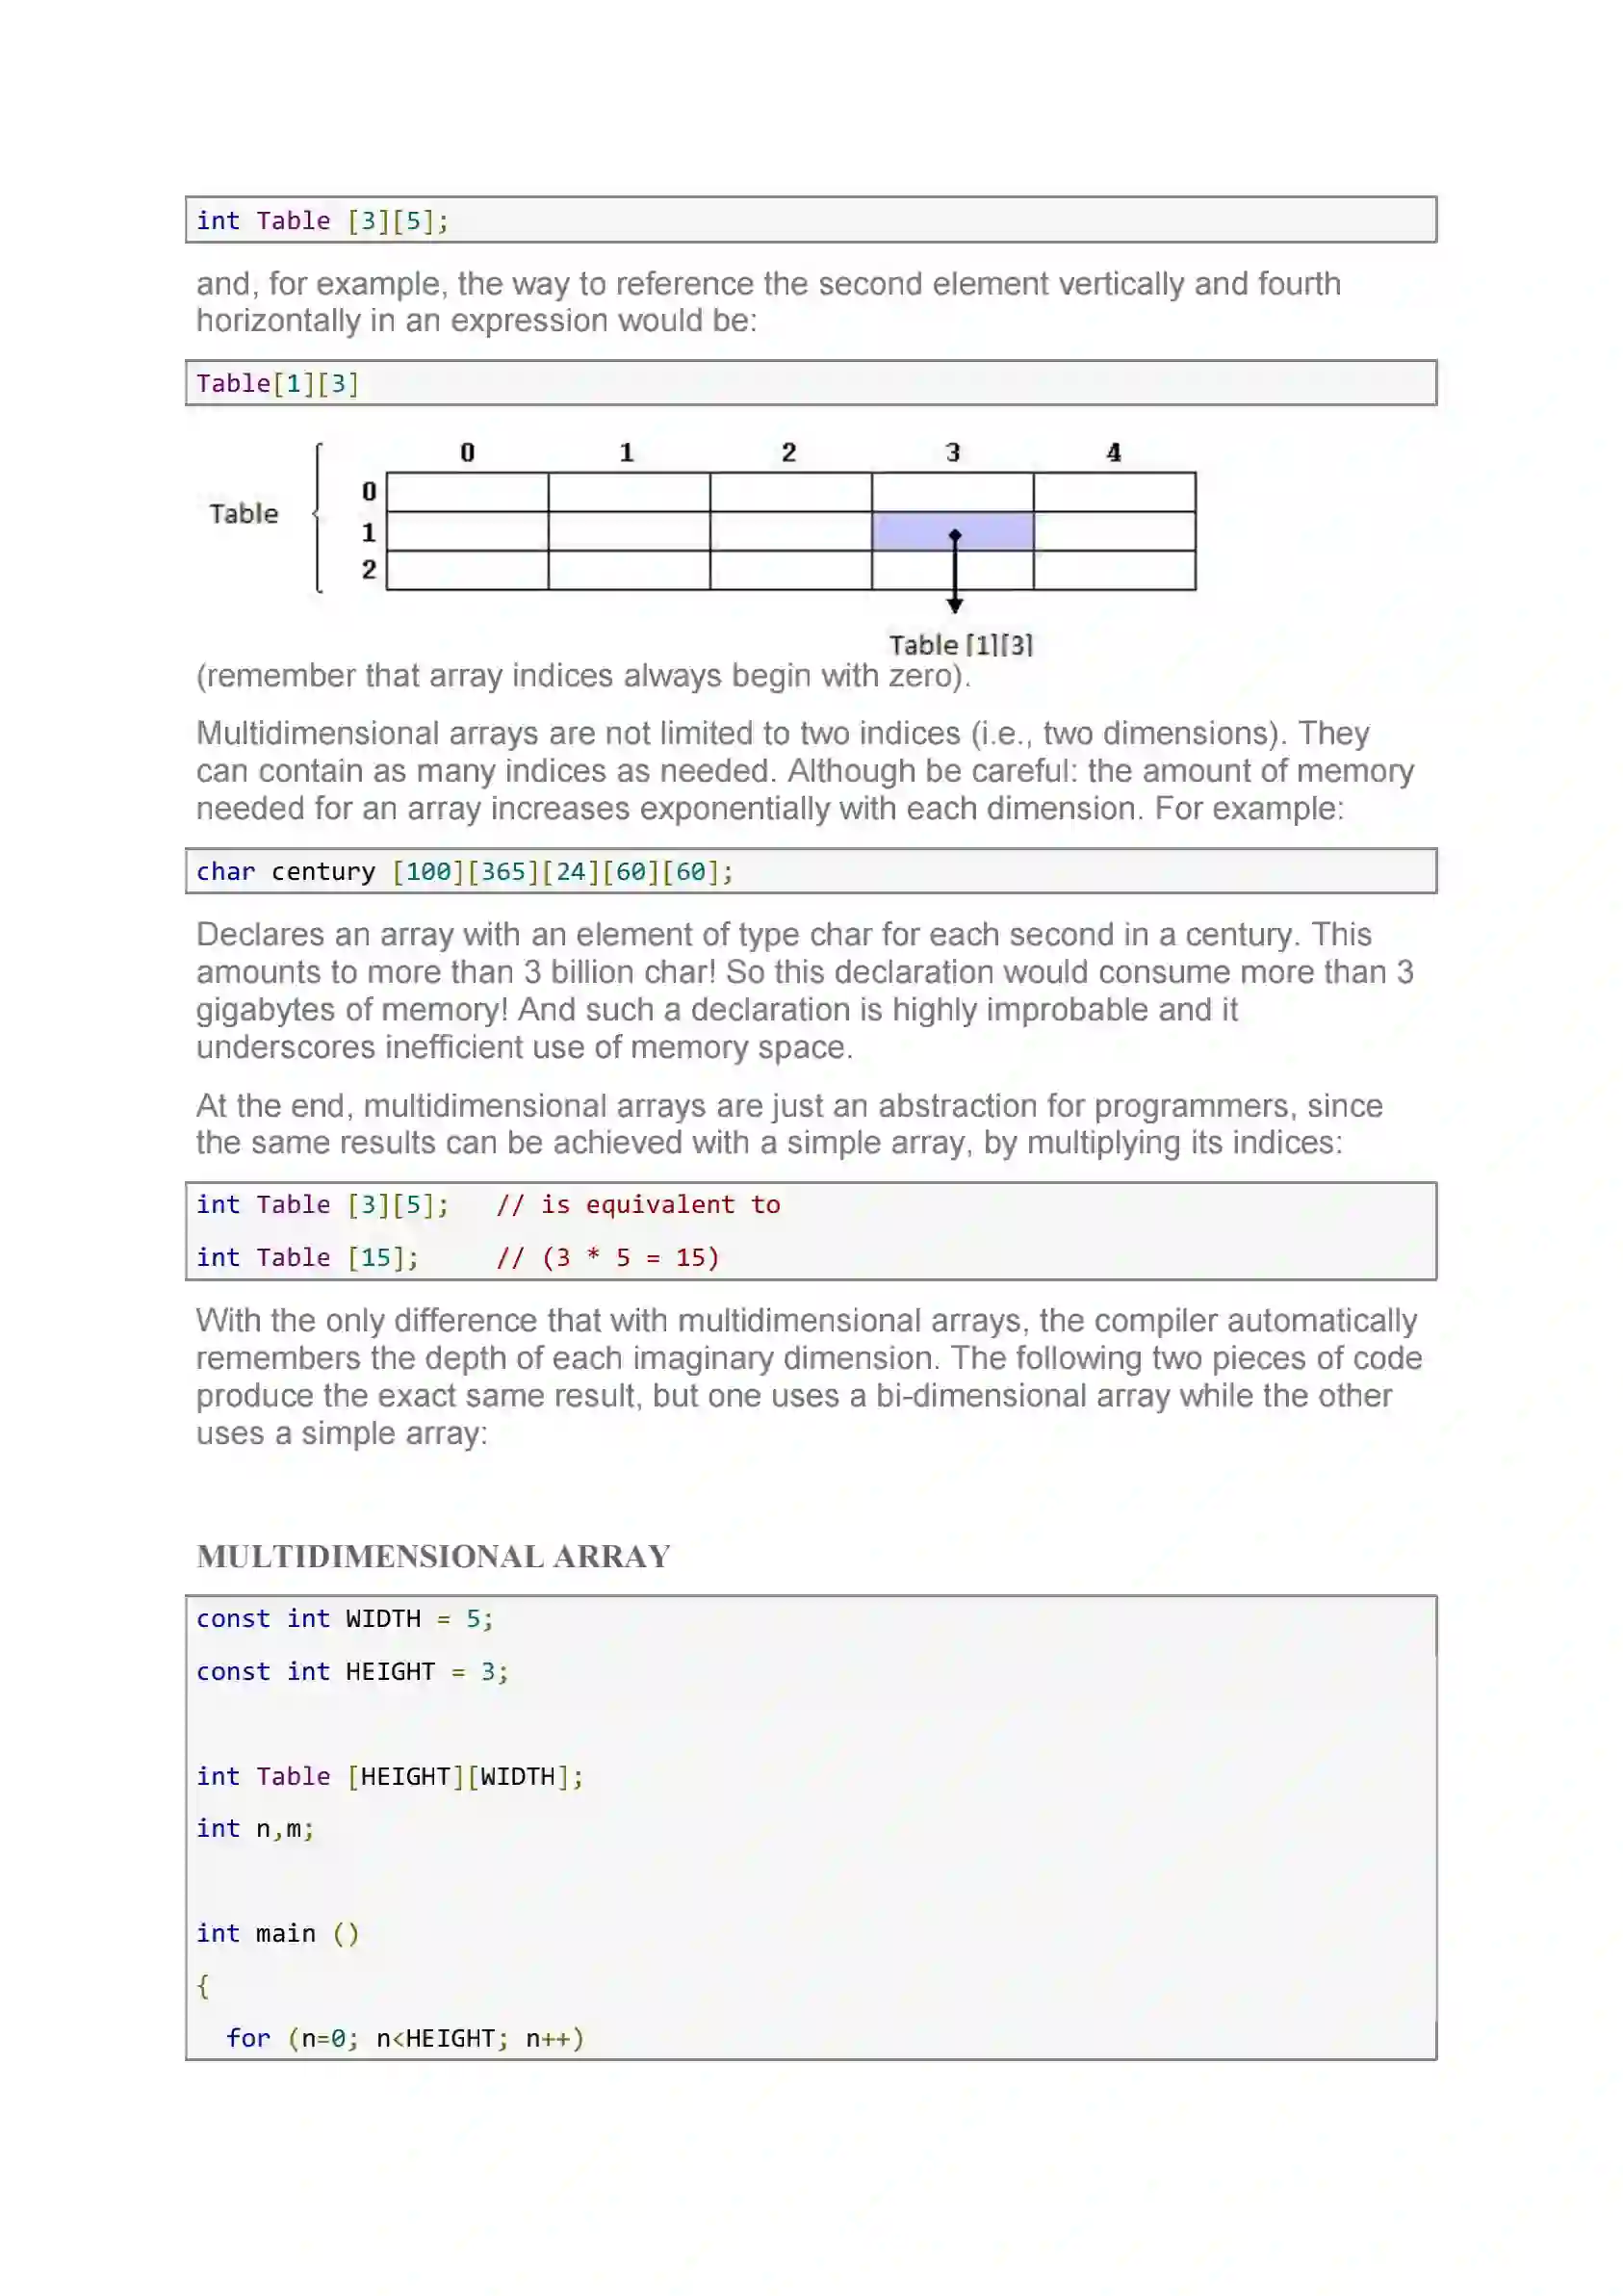 int Table [3][5];
and, for example, the way to reference the second element vertically and fourth
horizontally in an expression would be:
Table[1][3]
0 1 2 3 4
0
Table
1
2
Table [1][3]
(remember that array indices always begin with zero).
Multidimensional arrays are not limited to two indices (i.e., two dimensions). They
can contain as many indices as needed. Although be careful: the amount of memory
needed for an array increases exponentially with each dimension. For example:
char century [100][365][24][60][60];
Declares an array with an element of type char for each second in a century. This
amounts to more than 3 billion char! So this declaration would consume more than 3
gigabytes of memory! And such a declaration is highly improbable and it
underscores inefficient use of memory space.
At the end, multidimensional arrays are just an abstraction for programmers, since
the same results can be achieved with a simple array, by multiplying its indices:
int Table [3][5];   // is equivalent to
int Table [15];     // (3 * 5 = 15)
With the only difference that with multidimensional arrays, the compiler automatically
remembers the depth of each imaginary dimension. The following two pieces of code
produce the exact same result, but one uses a bi-dimensional array while the other
uses a simple array:
MULTIDIMENSIONAL ARRAY
const int WIDTH = 5;
const int HEIGHT = 3;
int Table [HEIGHT][WIDTH];
int n,m;
int main ()
{
  for (n=0; n<HEIGHT; n++)